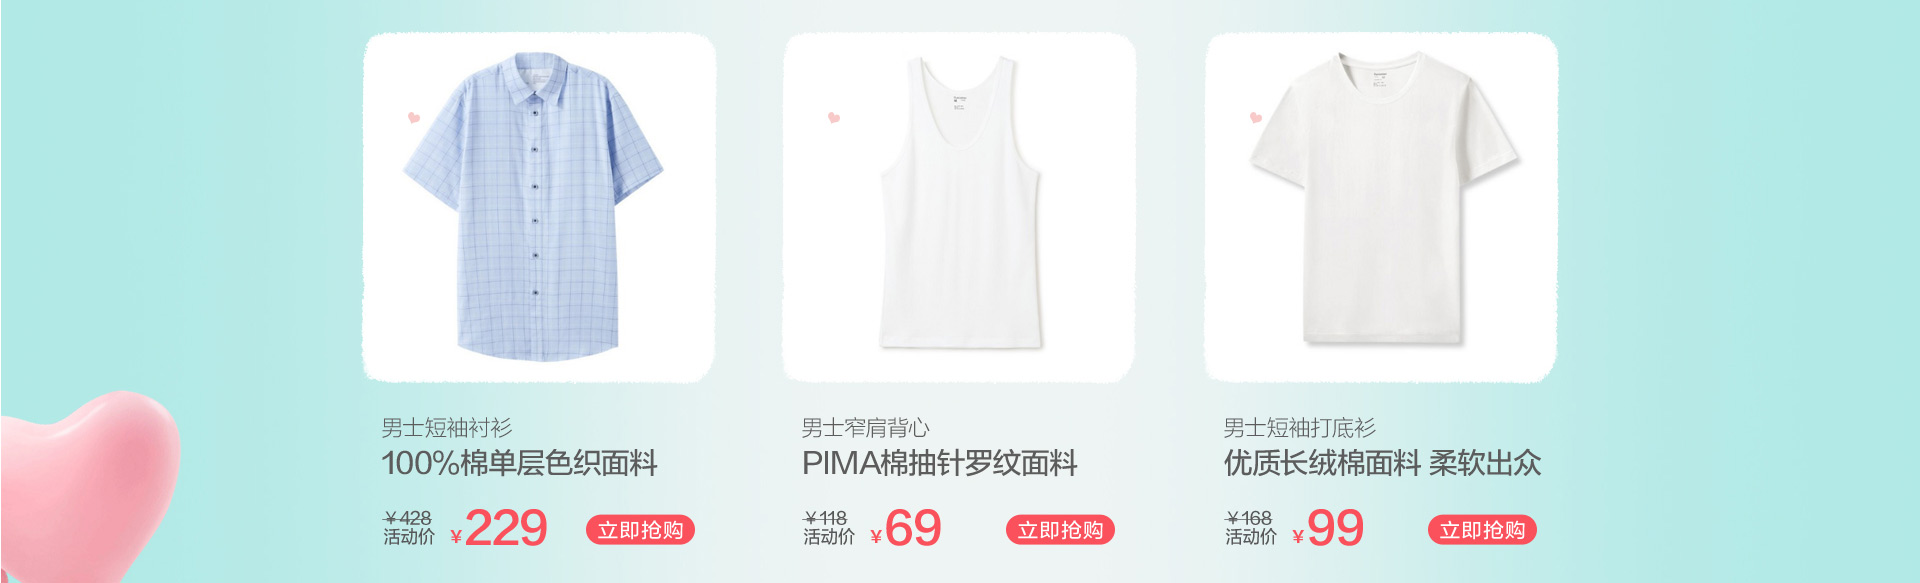 男士短袖衬衫
100%棉单层色织面料
¥428
活动价 ¥229 立即抢购
男士窄肩背心
PIMA棉抽针罗纹面料
¥118
活动价 ¥69 立即抢购
男士短袖打底衫
优质长绒棉面料 柔软出众
¥168
活动价 ¥99 立即抢购